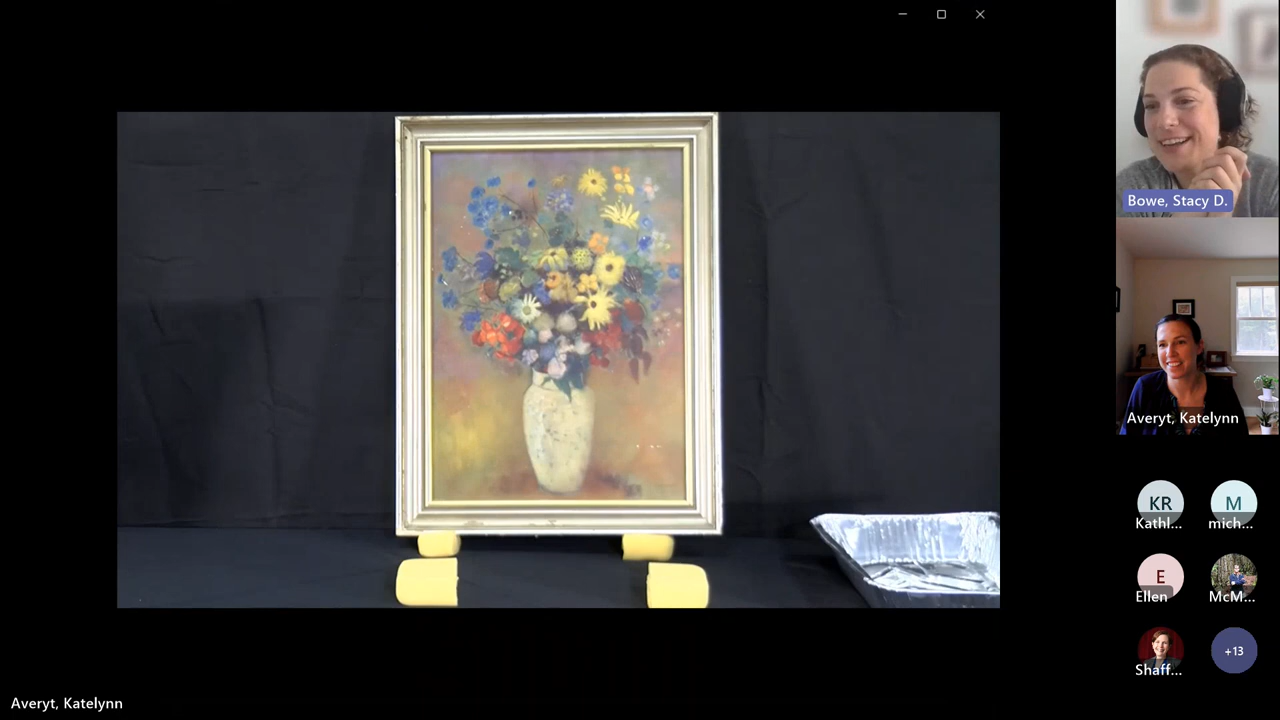 Bowe, Stacy D.
Averyt, Katelynn
KR
M
Kathl...
mich...
E
Ellen
McM...
Shaff...
+13
Averyt, Katelynn